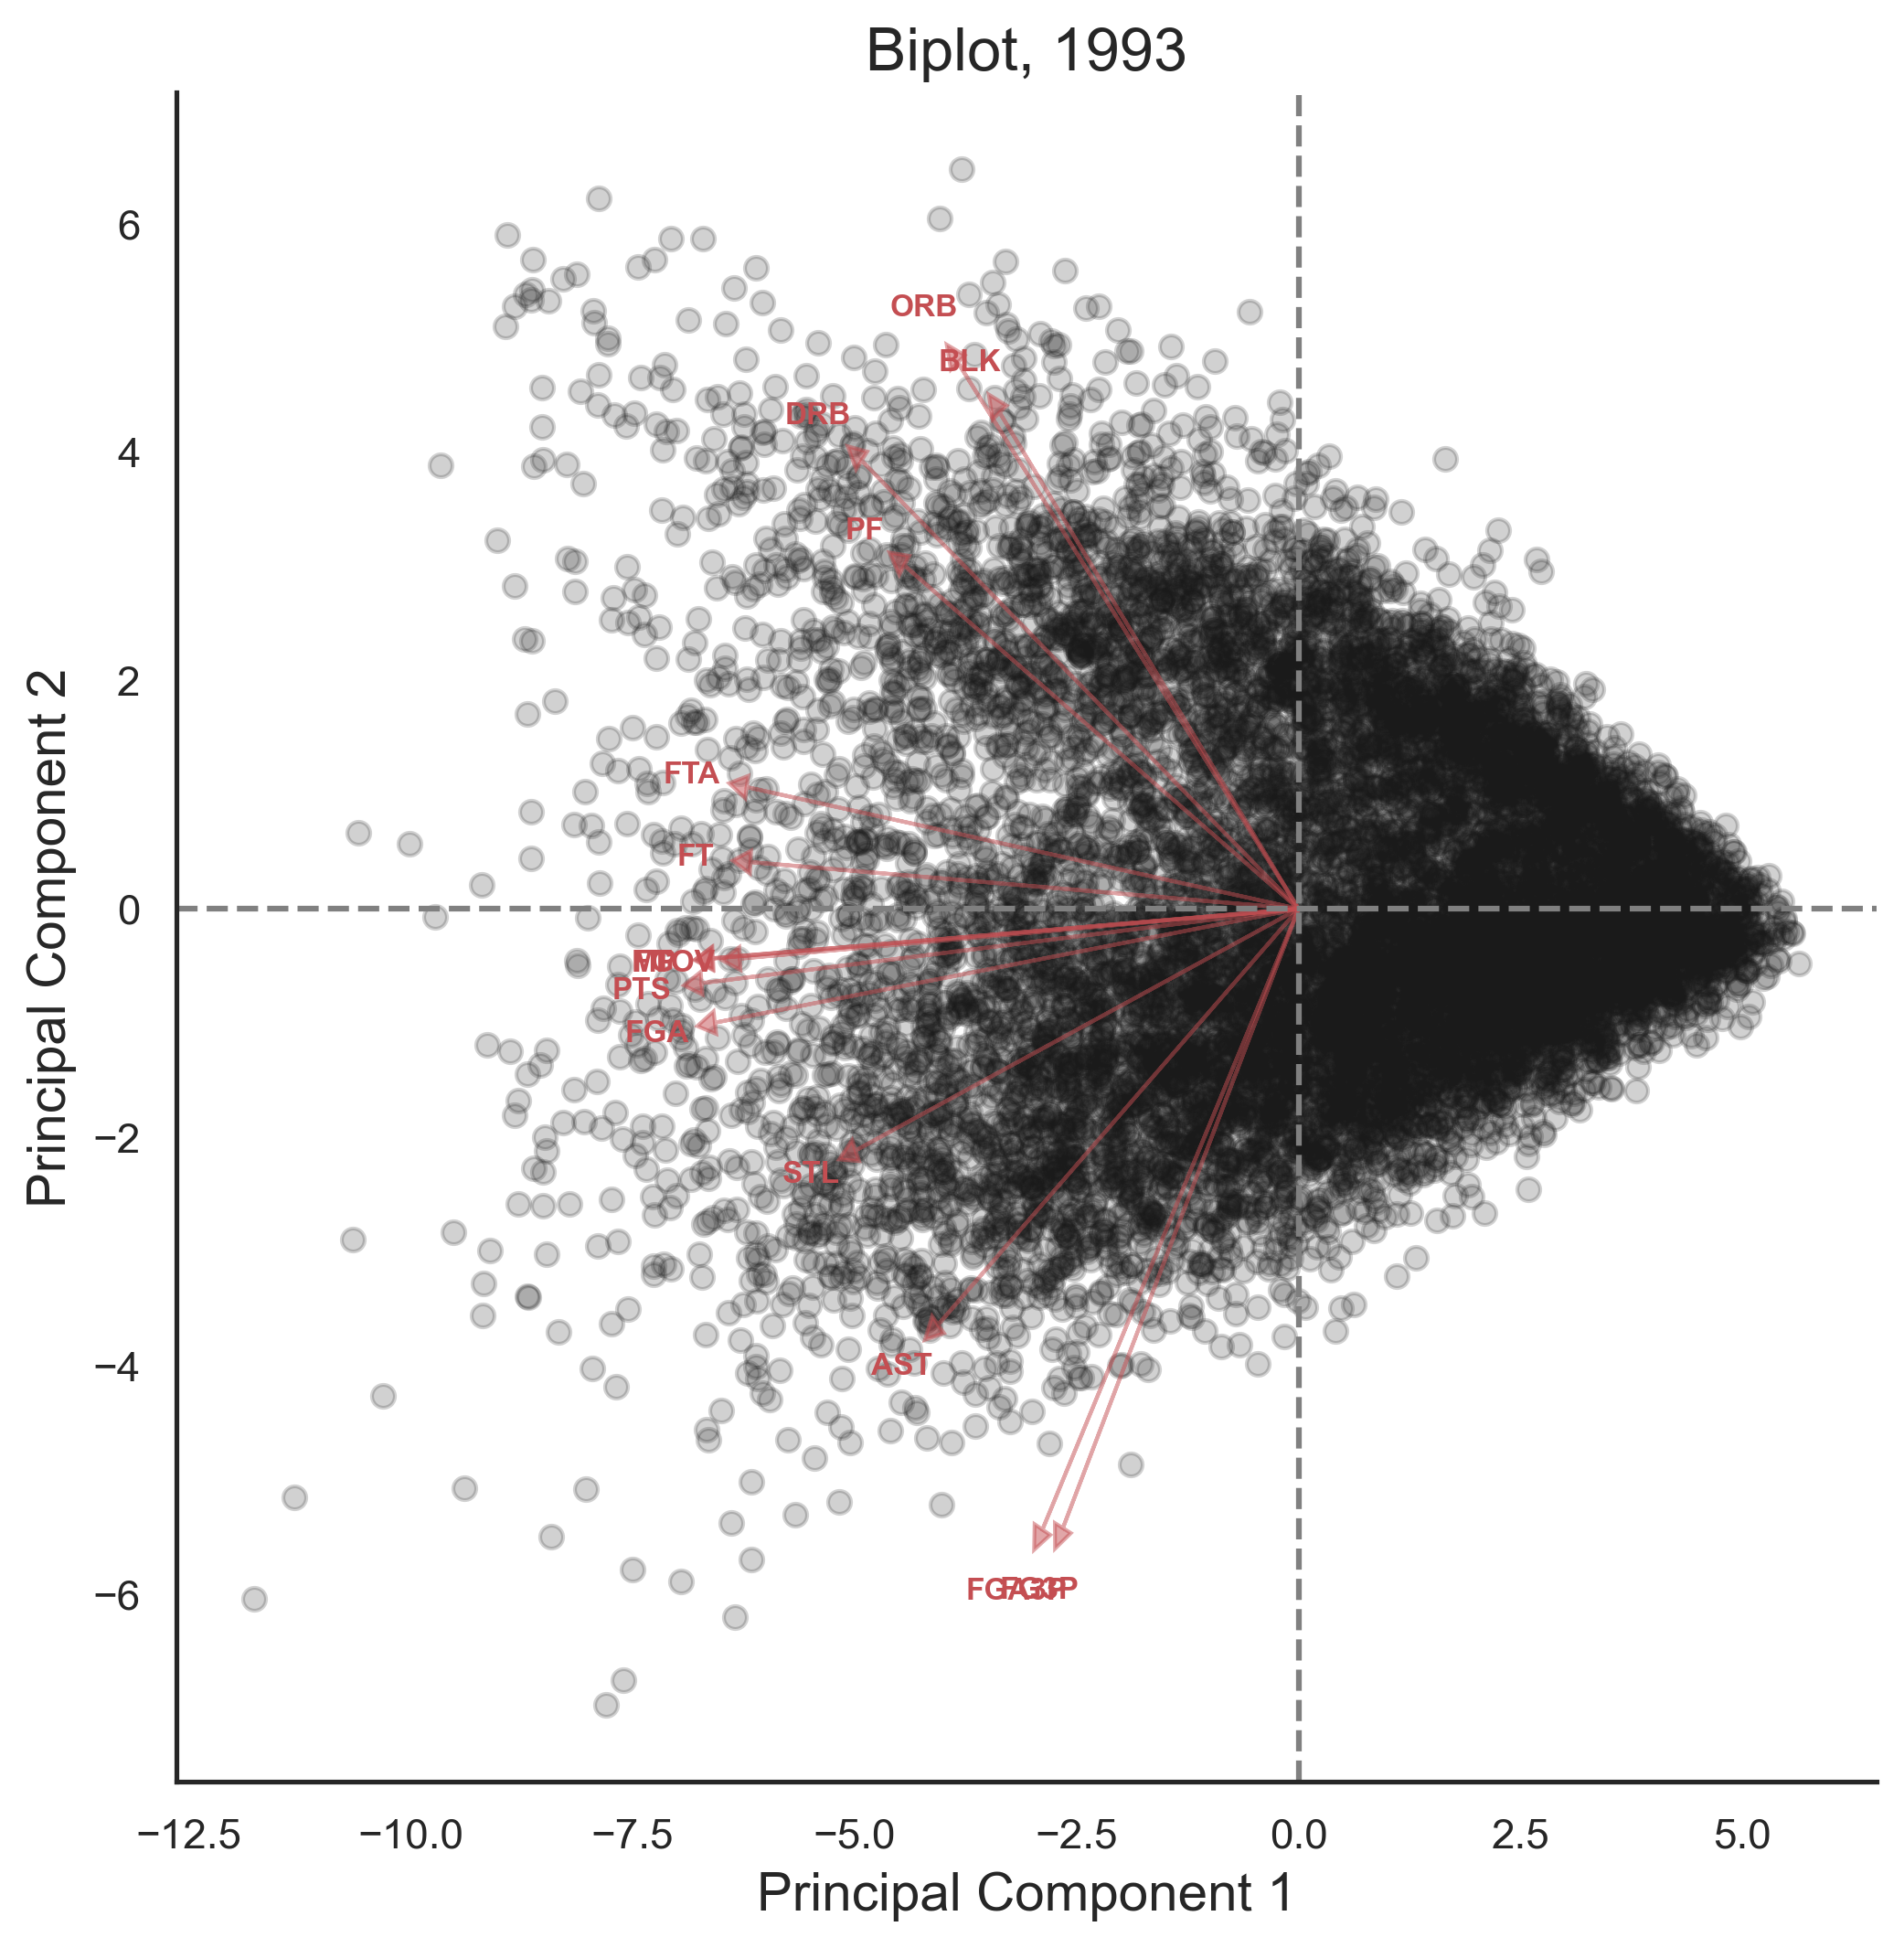 Biplot, 1993
Principal Component 2
6
4
2
0
−2
−4
−6
ORB
BLK
DRB
PF
FTA
FT
PTS
FGA
STL
AST
−12.5 −10.0 −7.5 −5.0 −2.5 0.0 2.5 5.0
Principal Component 1